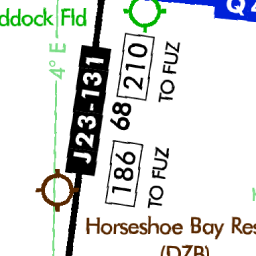 ddock Fld
Q
4° E
J23-131
210
TO FUZ
68
186
TO FUZ
Horseshoe Bay Res
(DZB)